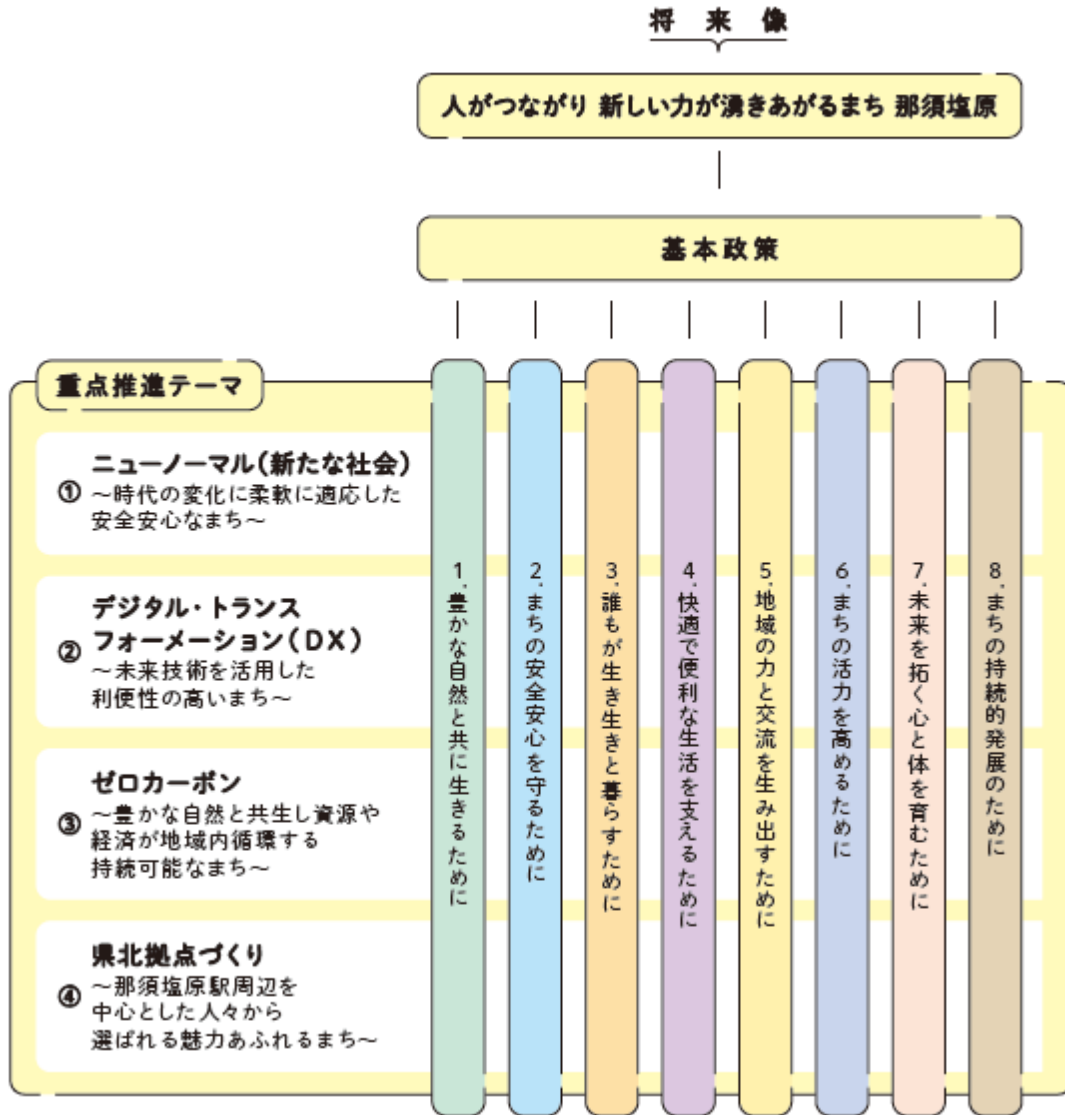 将来像
人がつながり 新しい力が湧きあがるまち 那須塩原
基本政策
重点推進テーマ
① ニューノーマル(新たな社会)
～時代の変化に柔軟に適応した
安全安心なまち～
② デジタル・トランス
フォーメーション(DX)
～未来技術を活用した
利便性の高いまち～
③ ゼロカーボン
～豊かな自然と共生し資源や
経済が地域内循環する
持続可能なまち～
④ 県北拠点づくり
～那須塩原駅周辺を
中心とした人々から
選ばれる魅力あふれるまち～
1.豊かな自然と共に生きるために
2.まちの安全安心を守るために
3.誰もが生き生きと暮らすために
4.快適で便利な生活を支えるために
5.地域の力と交流を生み出すために
6.まちの活力を高めるために
7.未来を拓く心と体を育むために
8.まちの持続的発展のために